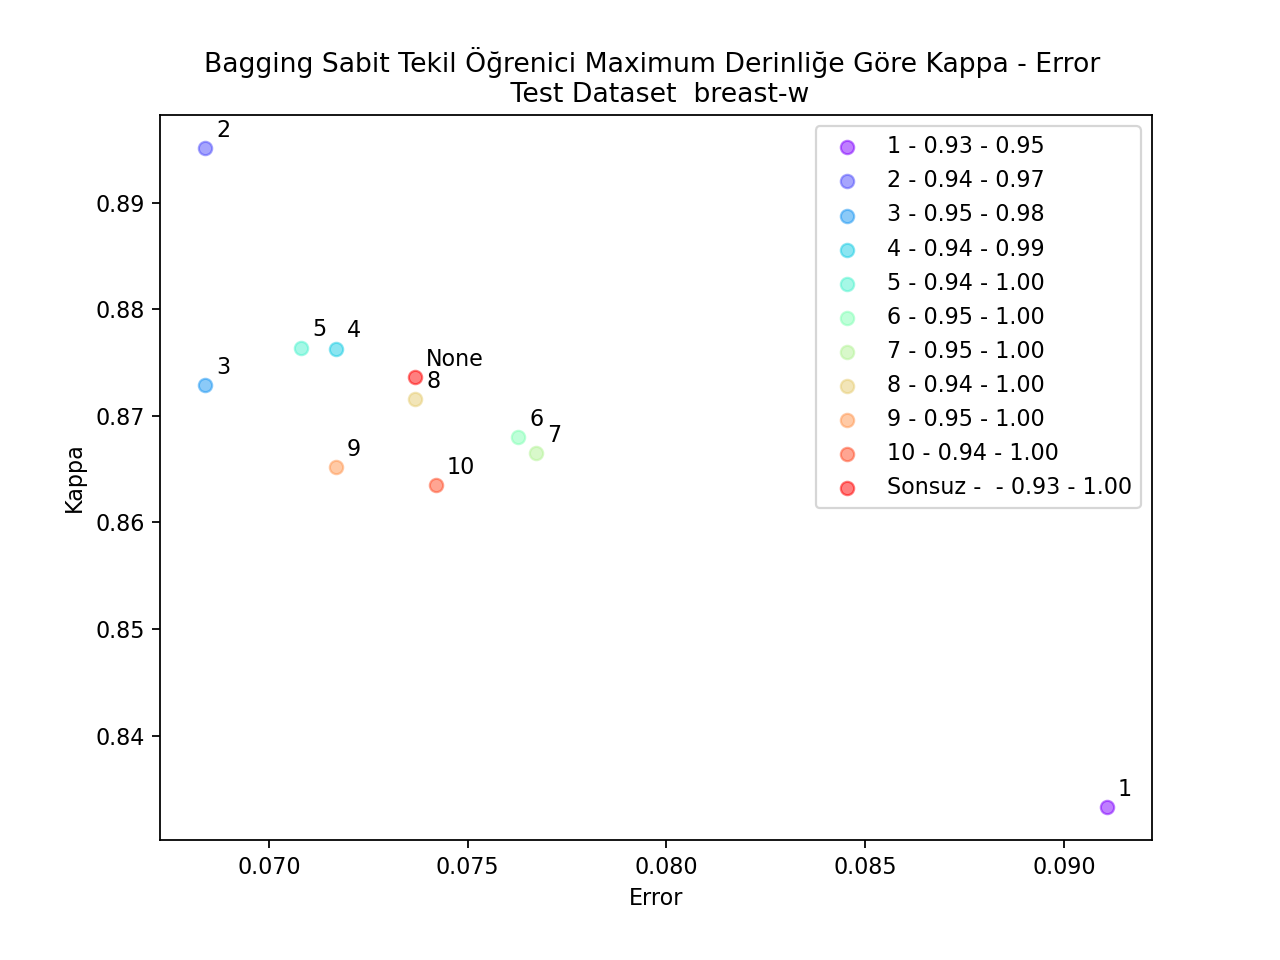 Bagging Sabit Tekil Öğrenici Maximum Derinliğe Göre Kappa - Error
Test Dataset  breast-w
Kappa
0.89
0.88
0.87
0.86
0.85
0.84
2
5
4
3
None
8
6
7
9
10
1
1 - 0.93 - 0.95
2 - 0.94 - 0.97
3 - 0.95 - 0.98
4 - 0.94 - 0.99
5 - 0.94 - 1.00
6 - 0.95 - 1.00
7 - 0.95 - 1.00
8 - 0.94 - 1.00
9 - 0.95 - 1.00
10 - 0.94 - 1.00
Sonsuz -  - 0.93 - 1.00
0.070 0.075 0.080 0.085 0.090
Error